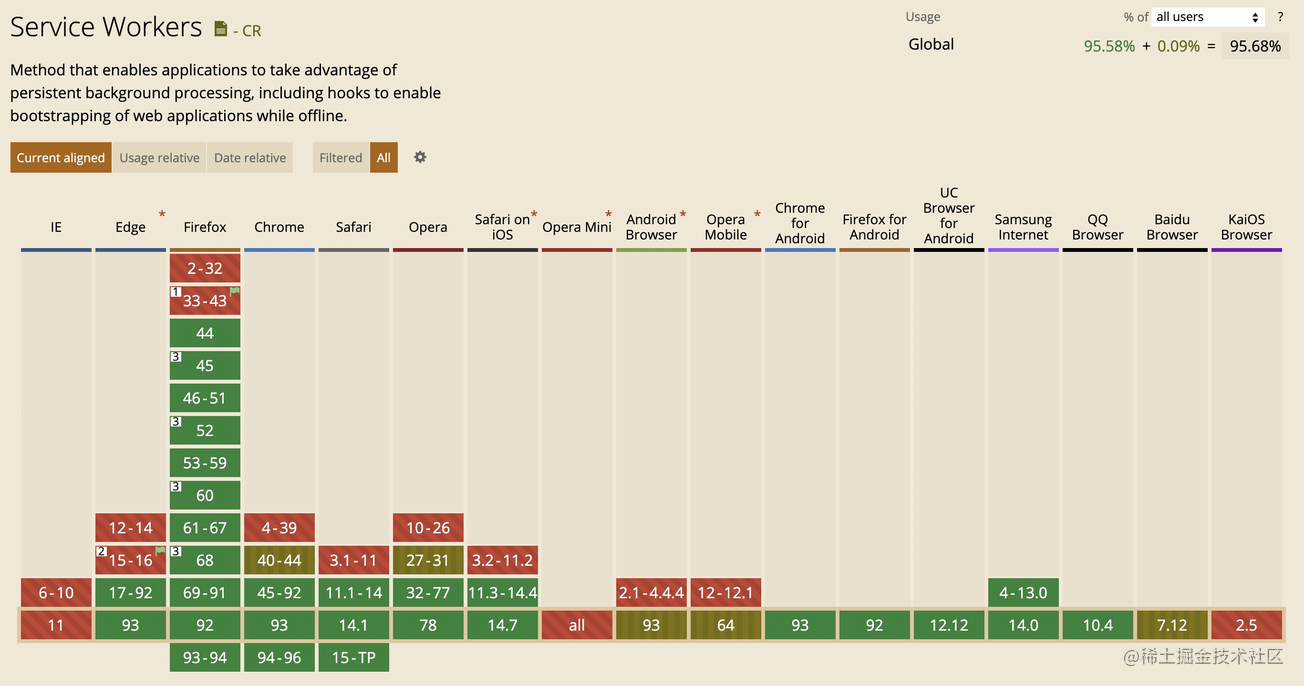 Service Workers - CR
Usage % of all users ?
Global 95.58% + 0.09% = 95.68%
Method that enables applications to take advantage of
persistent background processing, including hooks to enable
bootstrapping of web applications while offline.
Current aligned Usage relative Date relative Filtered All
IE
Edge *
Firefox
Chrome
Safari
Opera
Safari on *
iOS
Opera Mini *
Android *
Browser
Opera *
Mobile
Chrome
for
Android
Firefox for
Android
UC
Browser
for
Android
Samsung
Internet
QQ
Browser
Baidu
Browser
KaiOS
Browser
2-32
1 33-43
44
3 45
46-51
3 52
53-59
3 60
12-14 61-67 4-39 10-26
2 15-16 3 68 40-44 3.1-11 27-31 3.2-11.2
6-10 17-92 69-91 45-92 11.1-14 32-77 11.3-14.4 2.1-4.4.4 12-12.1 4-13.0
11 93 92 93 14.1 78 14.7 all 93 64 93 92 12.12 14.0 10.4 7.12 2.5
93-94 94-96 15-TP
@稀土掘金技术社区